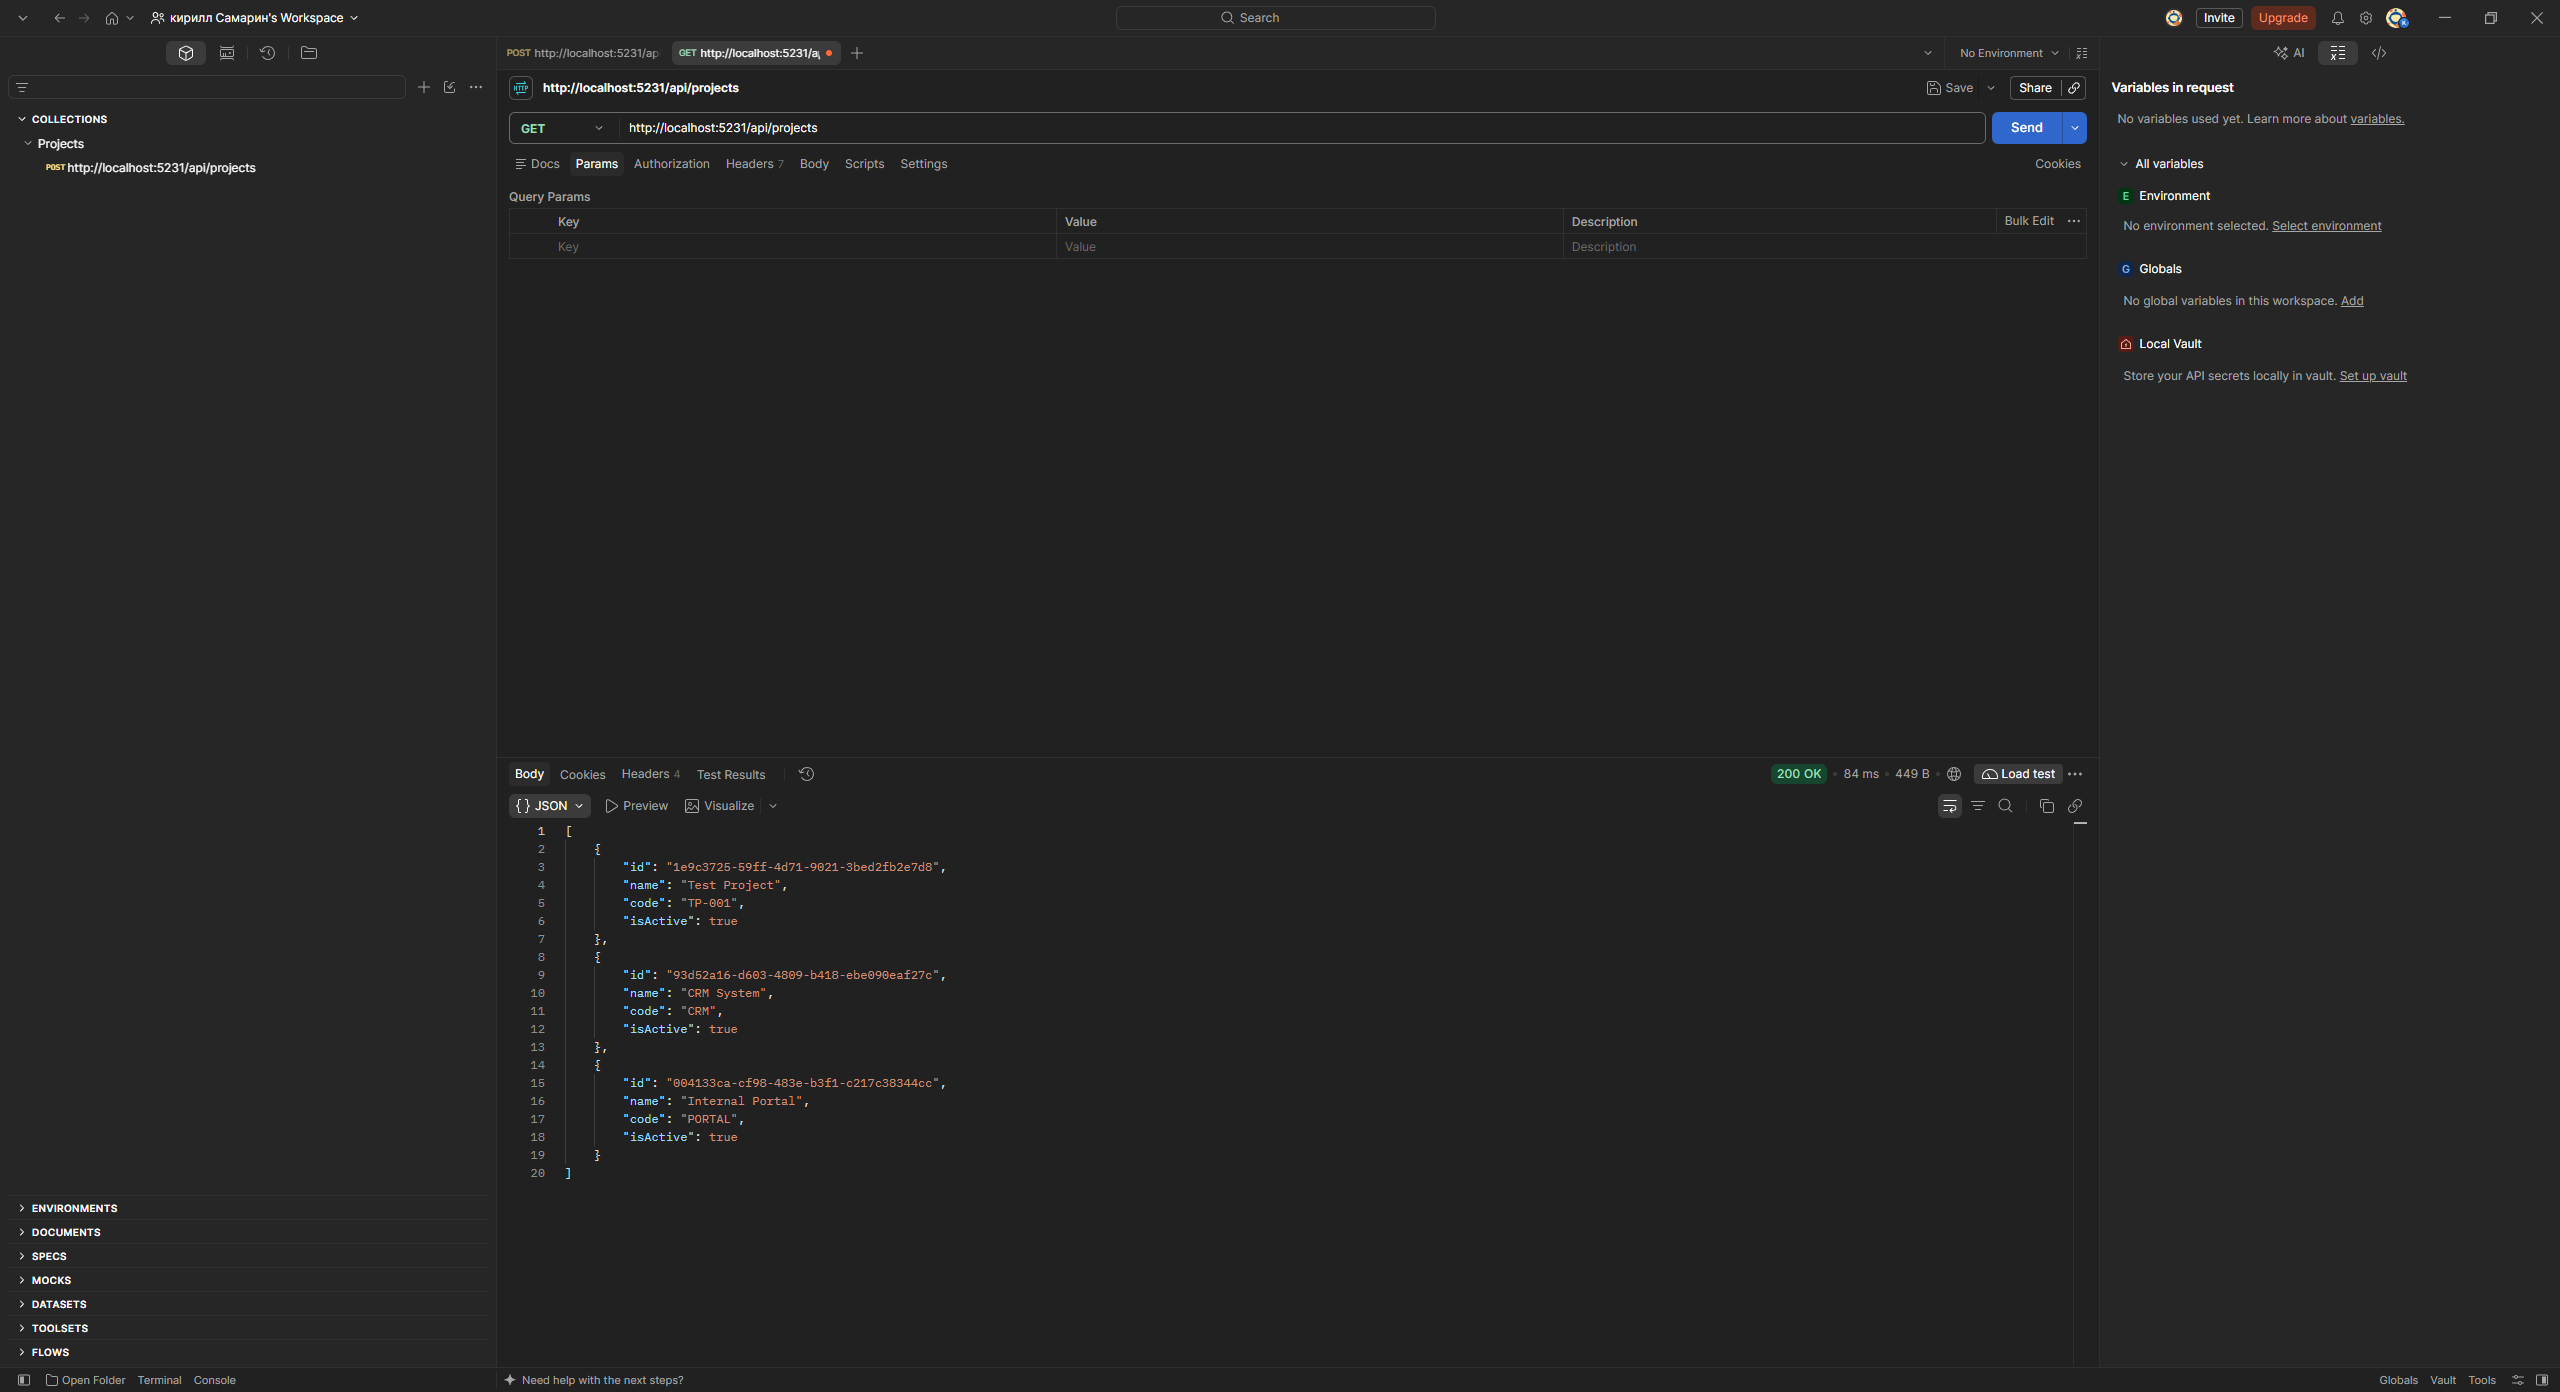 кирилл Самарин's Workspace
Search
Invite
Upgrade
POST http://localhost:5231/ap
GET http://localhost:5231/a
No Environment
AI
COLLECTIONS
Projects
POST http://localhost:5231/api/projects
HTTP http://localhost:5231/api/projects
Save
Share
GET
http://localhost:5231/api/projects
Send
Docs
Params
Authorization
Headers 7
Body
Scripts
Settings
Cookies
Query Params
Key
Value
Description
Bulk Edit
Key
Value
Description
Variables in request
No variables used yet. Learn more about variables.
All variables
E Environment
No environment selected. Select environment
G Globals
No global variables in this workspace. Add
Local Vault
Store your API secrets locally in vault. Set up vault
Body
Cookies
Headers 4
Test Results
200 OK
84 ms
449 B
Load test
{} JSON
Preview
Visualize
1 [
2 {
3 "id": "1e9c3725-59ff-4d71-9021-3bed2fb2e7d8",
4 "name": "Test Project",
5 "code": "TP-001",
6 "isActive": true
7 },
8 {
9 "id": "93d52a16-d603-4809-b418-ebe090eaf27c",
10 "name": "CRM System",
11 "code": "CRM",
12 "isActive": true
13 },
14 {
15 "id": "004133ca-cf98-483e-b3f1-c217c38344cc",
16 "name": "Internal Portal",
17 "code": "PORTAL",
18 "isActive": true
19 }
20 ]
ENVIRONMENTS
DOCUMENTS
SPECS
MOCKS
DATASETS
TOOLSETS
FLOWS
Open Folder
Terminal
Console
Need help with the next steps?
Globals
Vault
Tools